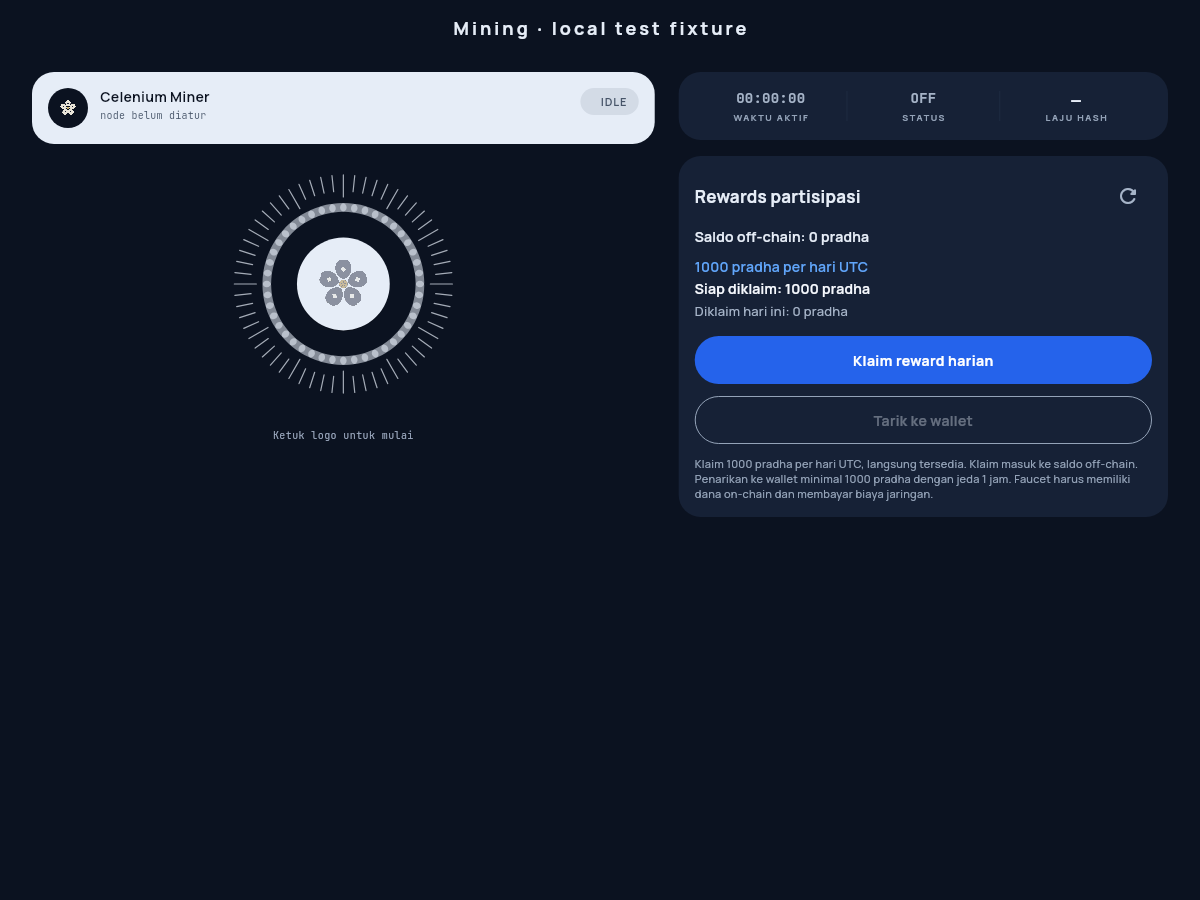 Mining · local test fixture
Celenium Miner
node belum diatur
IDLE
Ketuk logo untuk mulai
00:00:00
WAKTU AKTIF
OFF
STATUS
—
LAJU HASH
Rewards partisipasi
Saldo off-chain: 0 pradha
1000 pradha per hari UTC
Siap diklaim: 1000 pradha
Diklaim hari ini: 0 pradha
Klaim reward harian
Tarik ke wallet
Klaim 1000 pradha per hari UTC, langsung tersedia. Klaim masuk ke saldo off-chain.
Penarikan ke wallet minimal 1000 pradha dengan jeda 1 jam. Faucet harus memiliki
dana on-chain dan membayar biaya jaringan.